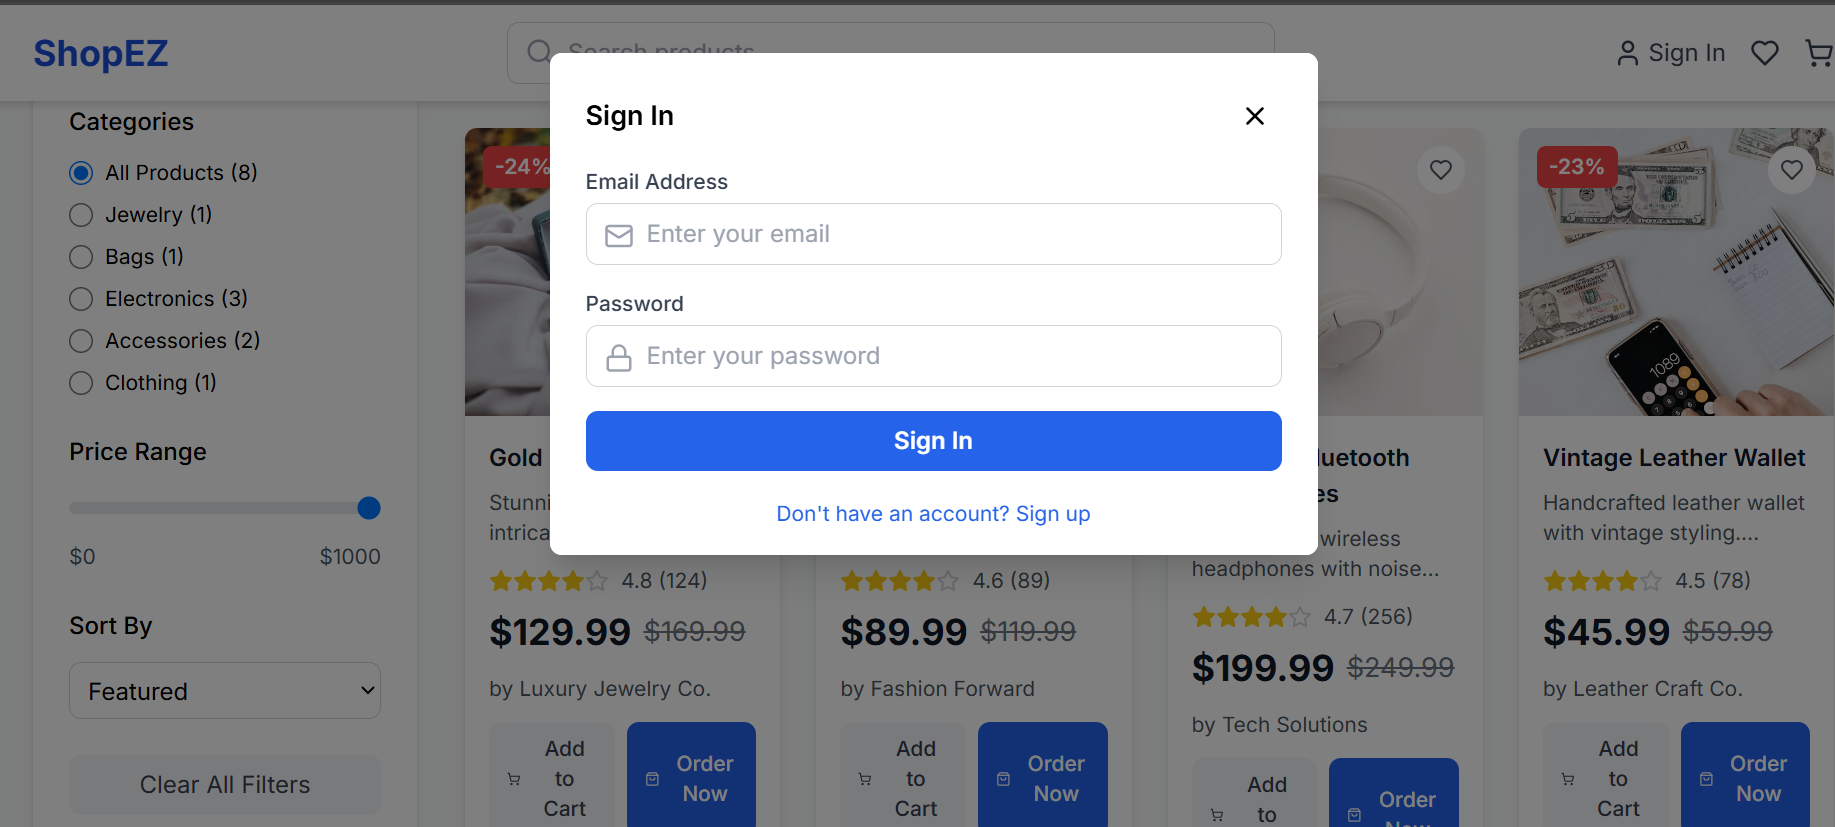 ShopEZ
Search products
Sign In
Categories
All Products (8)
Jewelry (1)
Bags (1)
Electronics (3)
Accessories (2)
Clothing (1)
Price Range
$0
$1000
Sort By
Featured
Clear All Filters
Sign In
Email Address
Enter your email
Password
Enter your password
Sign In
Don't have an account? Sign up
-24%
Gold
4.8 (124)
$129.99 $169.99
by Luxury Jewelry Co.
Add
to
Cart
Order
Now
4.6 (89)
$89.99 $119.99
by Fashion Forward
Add
to
Cart
Order
Now
wireless
headphones with noise...
4.7 (256)
$199.99 $249.99
by Tech Solutions
Add
to
Order
Now
-23%
1089
Vintage Leather Wallet
Handcrafted leather wallet
with vintage styling....
4.5 (78)
$45.99 $59.99
by Leather Craft Co.
Add
to
Cart
Order
Now